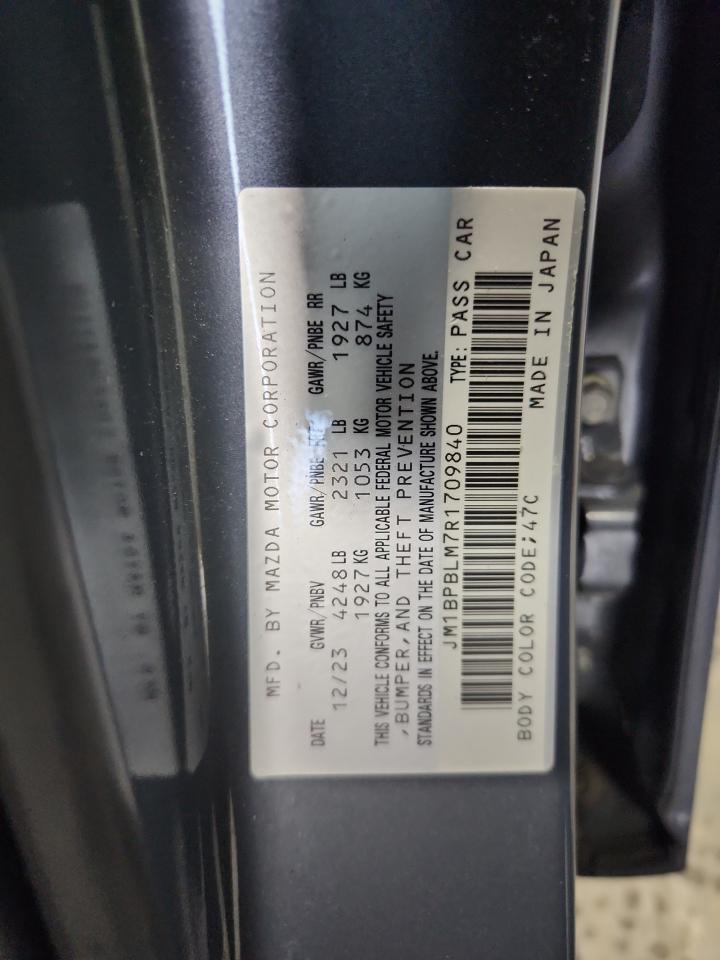 MFD. BY MAZDA MOTOR CORPORATION
DATE GVWR/PNBV GAWR/PNBE GAWR/PNBE RR
12/23 4248 LB 2321 LB 1927 LB
1927 KG 1053 KG 874 KG
THIS VEHICLE CONFORMS TO ALL APPLICABLE FEDERAL MOTOR VEHICLE SAFETY
,BUMPER,AND THEFT PREVENTION
STANDARDS IN EFFECT ON THE DATE OF MANUFACTURE SHOWN ABOVE.
JM1BPBLM7R1709840 TYPE: PASS CAR
BODY COLOR CODE;47C MADE IN JAPAN